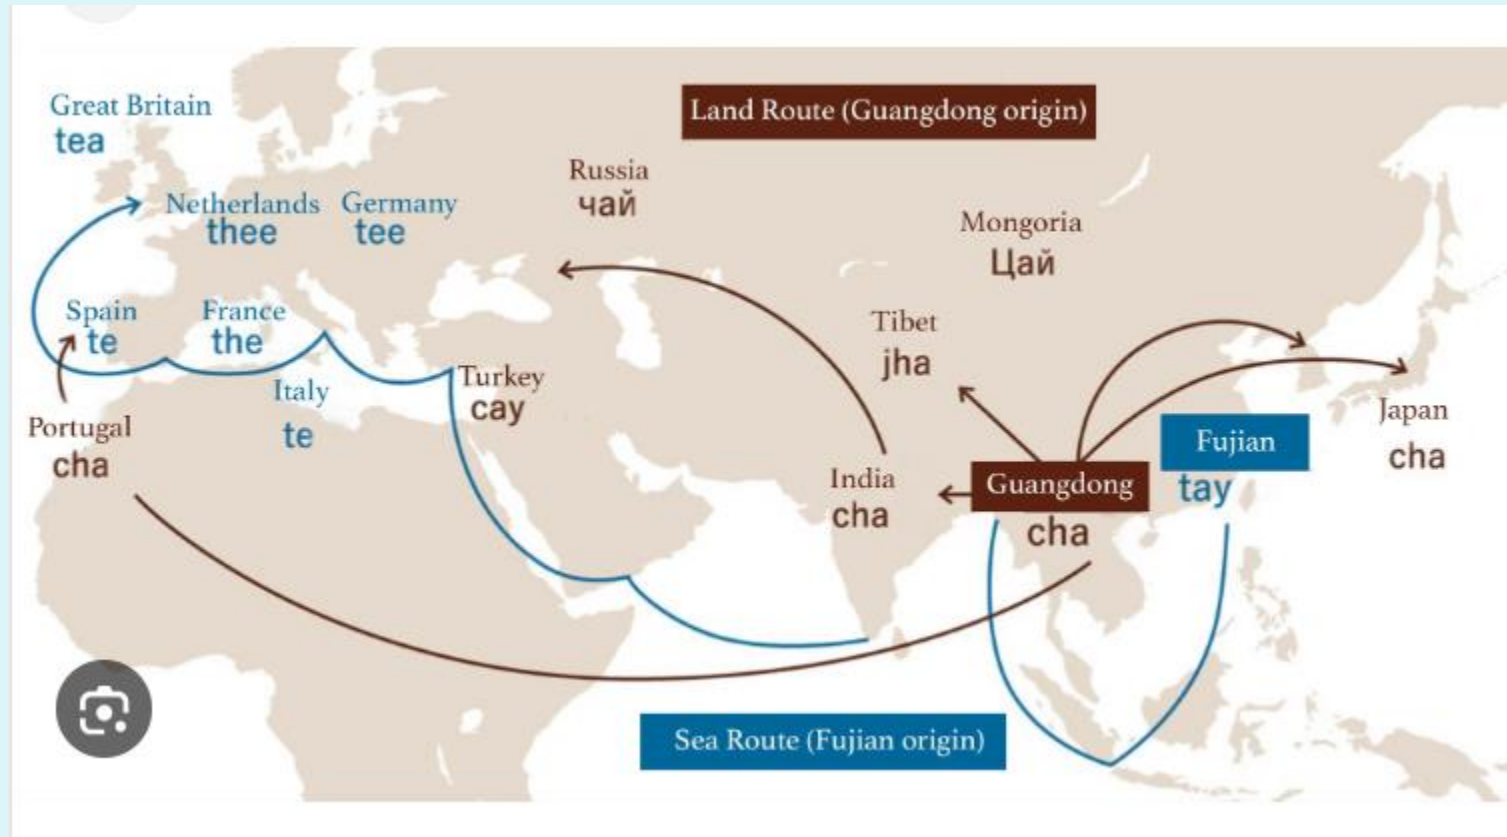 Great Britain
tea
Land Route (Guangdong origin)
Russia
чай
Netherlands
thee
Germany
tee
Mongoria
Цай
Spain
te
France
the
Tibet
jha
Italy
te
Turkey
cay
Portugal
cha
India
cha
Guangdong
cha
Fujian
tay
Japan
cha
Sea Route (Fujian origin)